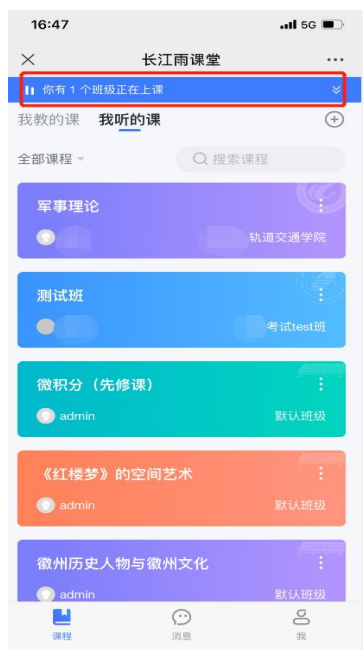 16:47
5G
长江雨课堂
你有 1 个班级正在上课
我教的课 我听的课
全部课程
搜索课程
军事理论
轨道交通学院
测试班
考试test班
微积分（先修课）
admin
默认班级
《红楼梦》的空间艺术
admin
默认班级
徽州历史人物与徽州文化
admin
默认班级
课程
消息
我